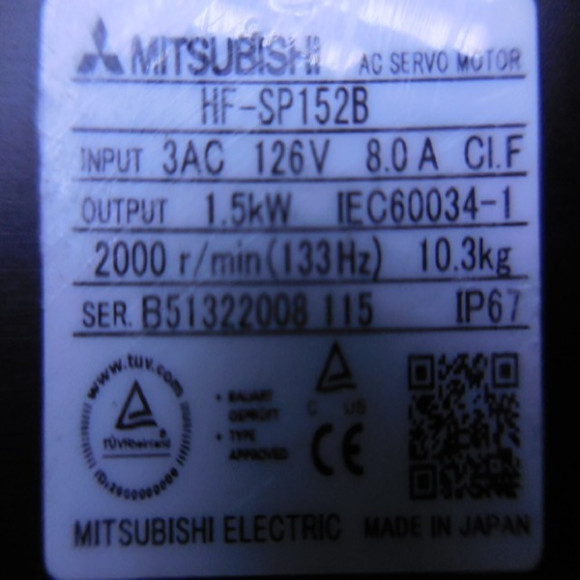 MITSUBISHI AC SERVO MOTOR
HF-SP152B
INPUT 3AC 126V 8.0A Cl.F
OUTPUT 1.5kW IEC60034-1
2000 r/min(133Hz) 10.3kg
SER. B51322008 115 IP67
www.tuv.com
TÜVRheinland
• BAUART
GEPRÜFT
• TYPE
APPROVED
C US
CE
MITSUBISHI ELECTRIC MADE IN JAPAN